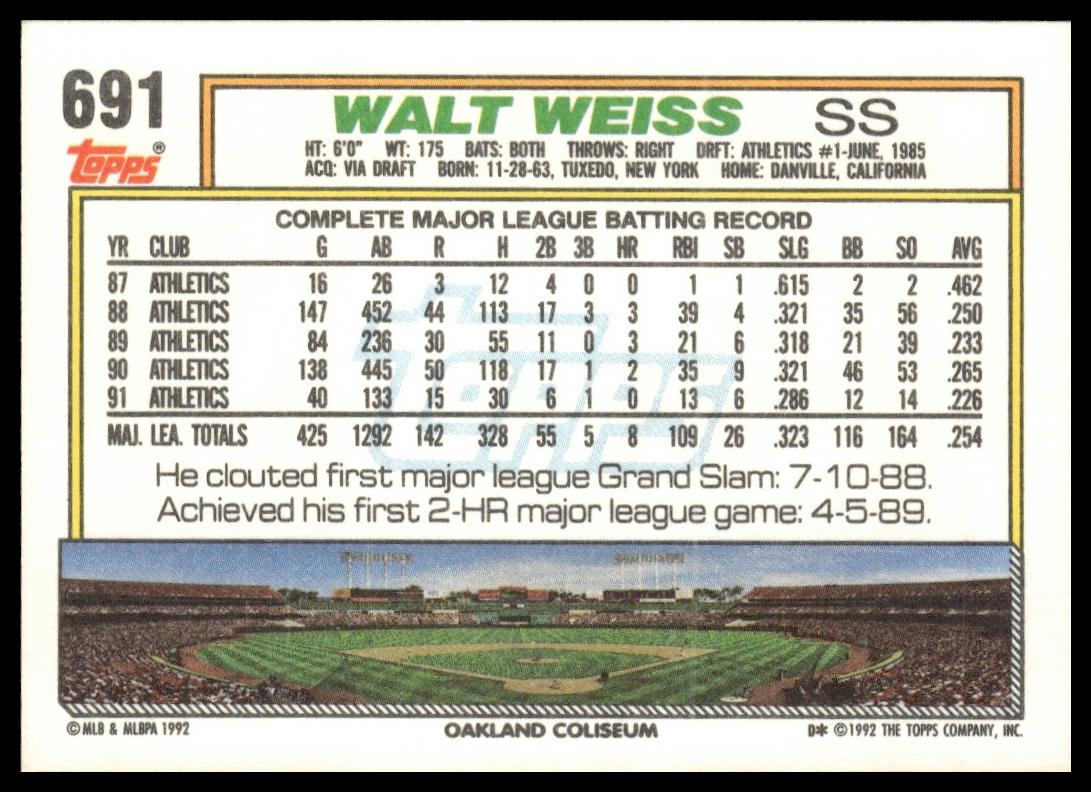 691
Topps®
WALT WEISS SS
HT: 6'0" WT: 175 BATS: BOTH THROWS: RIGHT DRFT: ATHLETICS #1-JUNE, 1985
ACQ: VIA DRAFT BORN: 11-28-63, TUXEDO, NEW YORK HOME: DANVILLE, CALIFORNIA
COMPLETE MAJOR LEAGUE BATTING RECORD
YR CLUB G AB R H 2B 3B HR RBI SB SLG BB SO AVG
87 ATHLETICS 16 26 3 12 4 0 0 1 1 .615 2 2 .462
88 ATHLETICS 147 452 44 113 17 3 3 39 4 .321 35 56 .250
89 ATHLETICS 84 236 30 55 11 0 3 21 6 .318 21 39 .233
90 ATHLETICS 138 445 50 118 17 1 2 35 9 .321 46 53 .265
91 ATHLETICS 40 133 15 30 6 1 0 13 6 .286 12 14 .226
MAJ. LEA. TOTALS 425 1292 142 328 55 5 8 109 26 .323 116 164 .254
Topps
He clouted first major league Grand Slam: 7-10-88.
Achieved his first 2-HR major league game: 4-5-89.
© MLB & MLBPA 1992 OAKLAND COLISEUM D* © 1992 THE TOPPS COMPANY, INC.